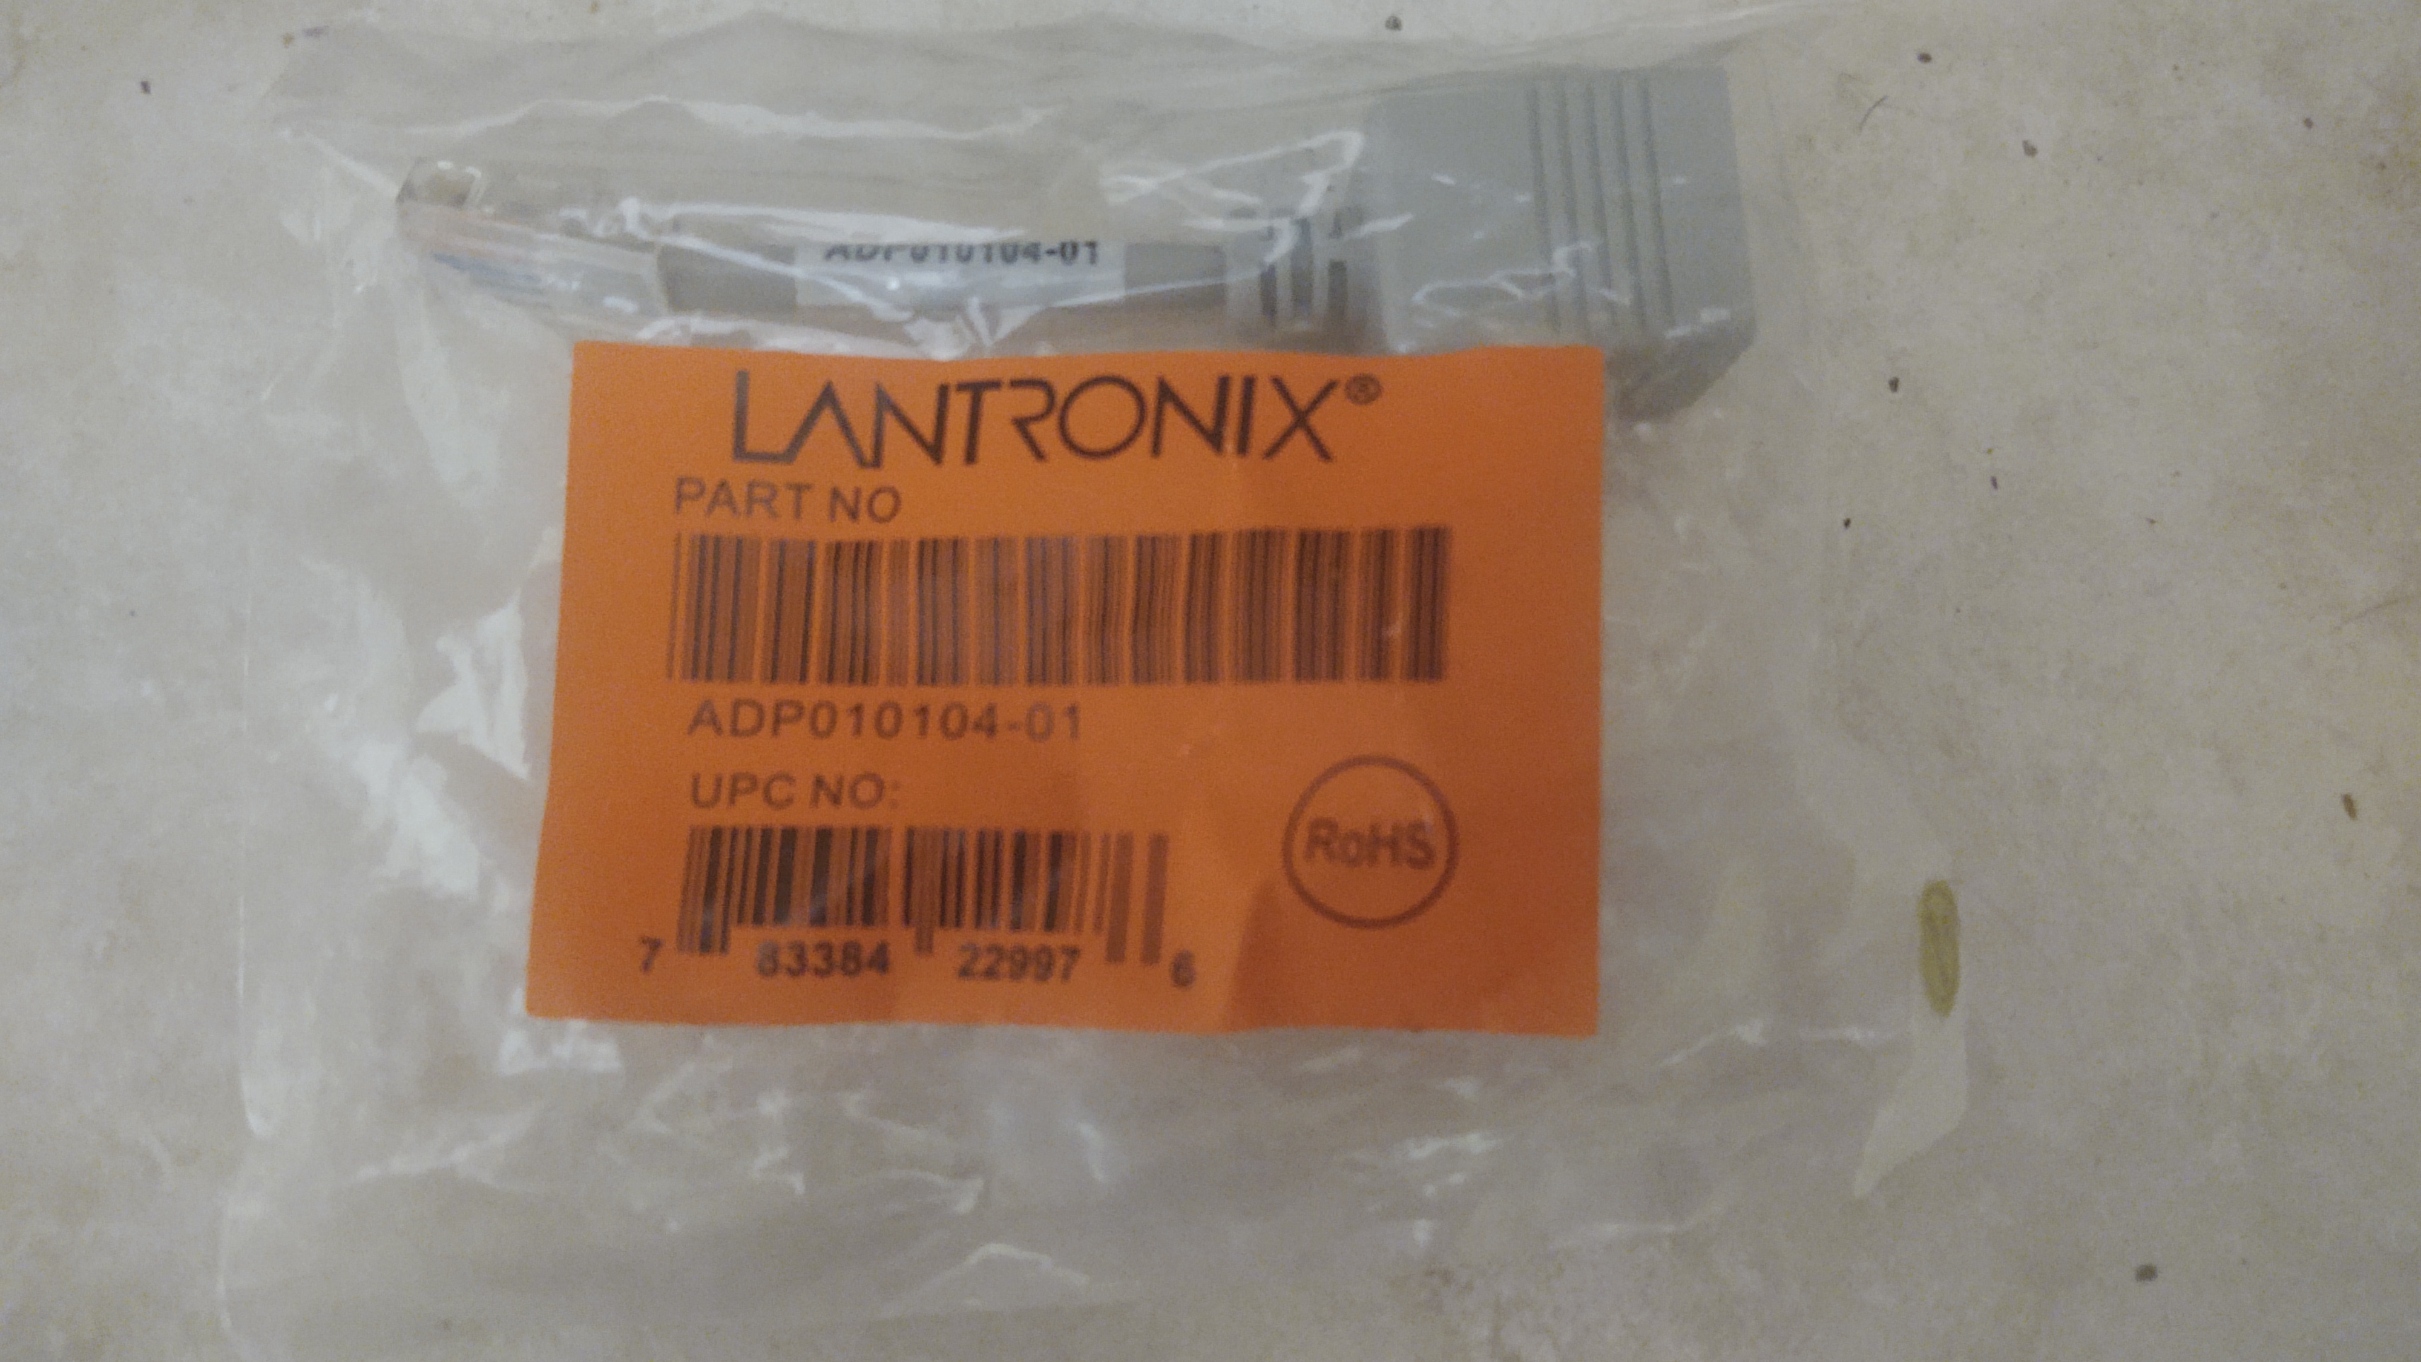 ADP010104-01
LANTRONIX®
PART NO
ADP010104-01
UPC NO:
RoHS
7 83384 22997 6